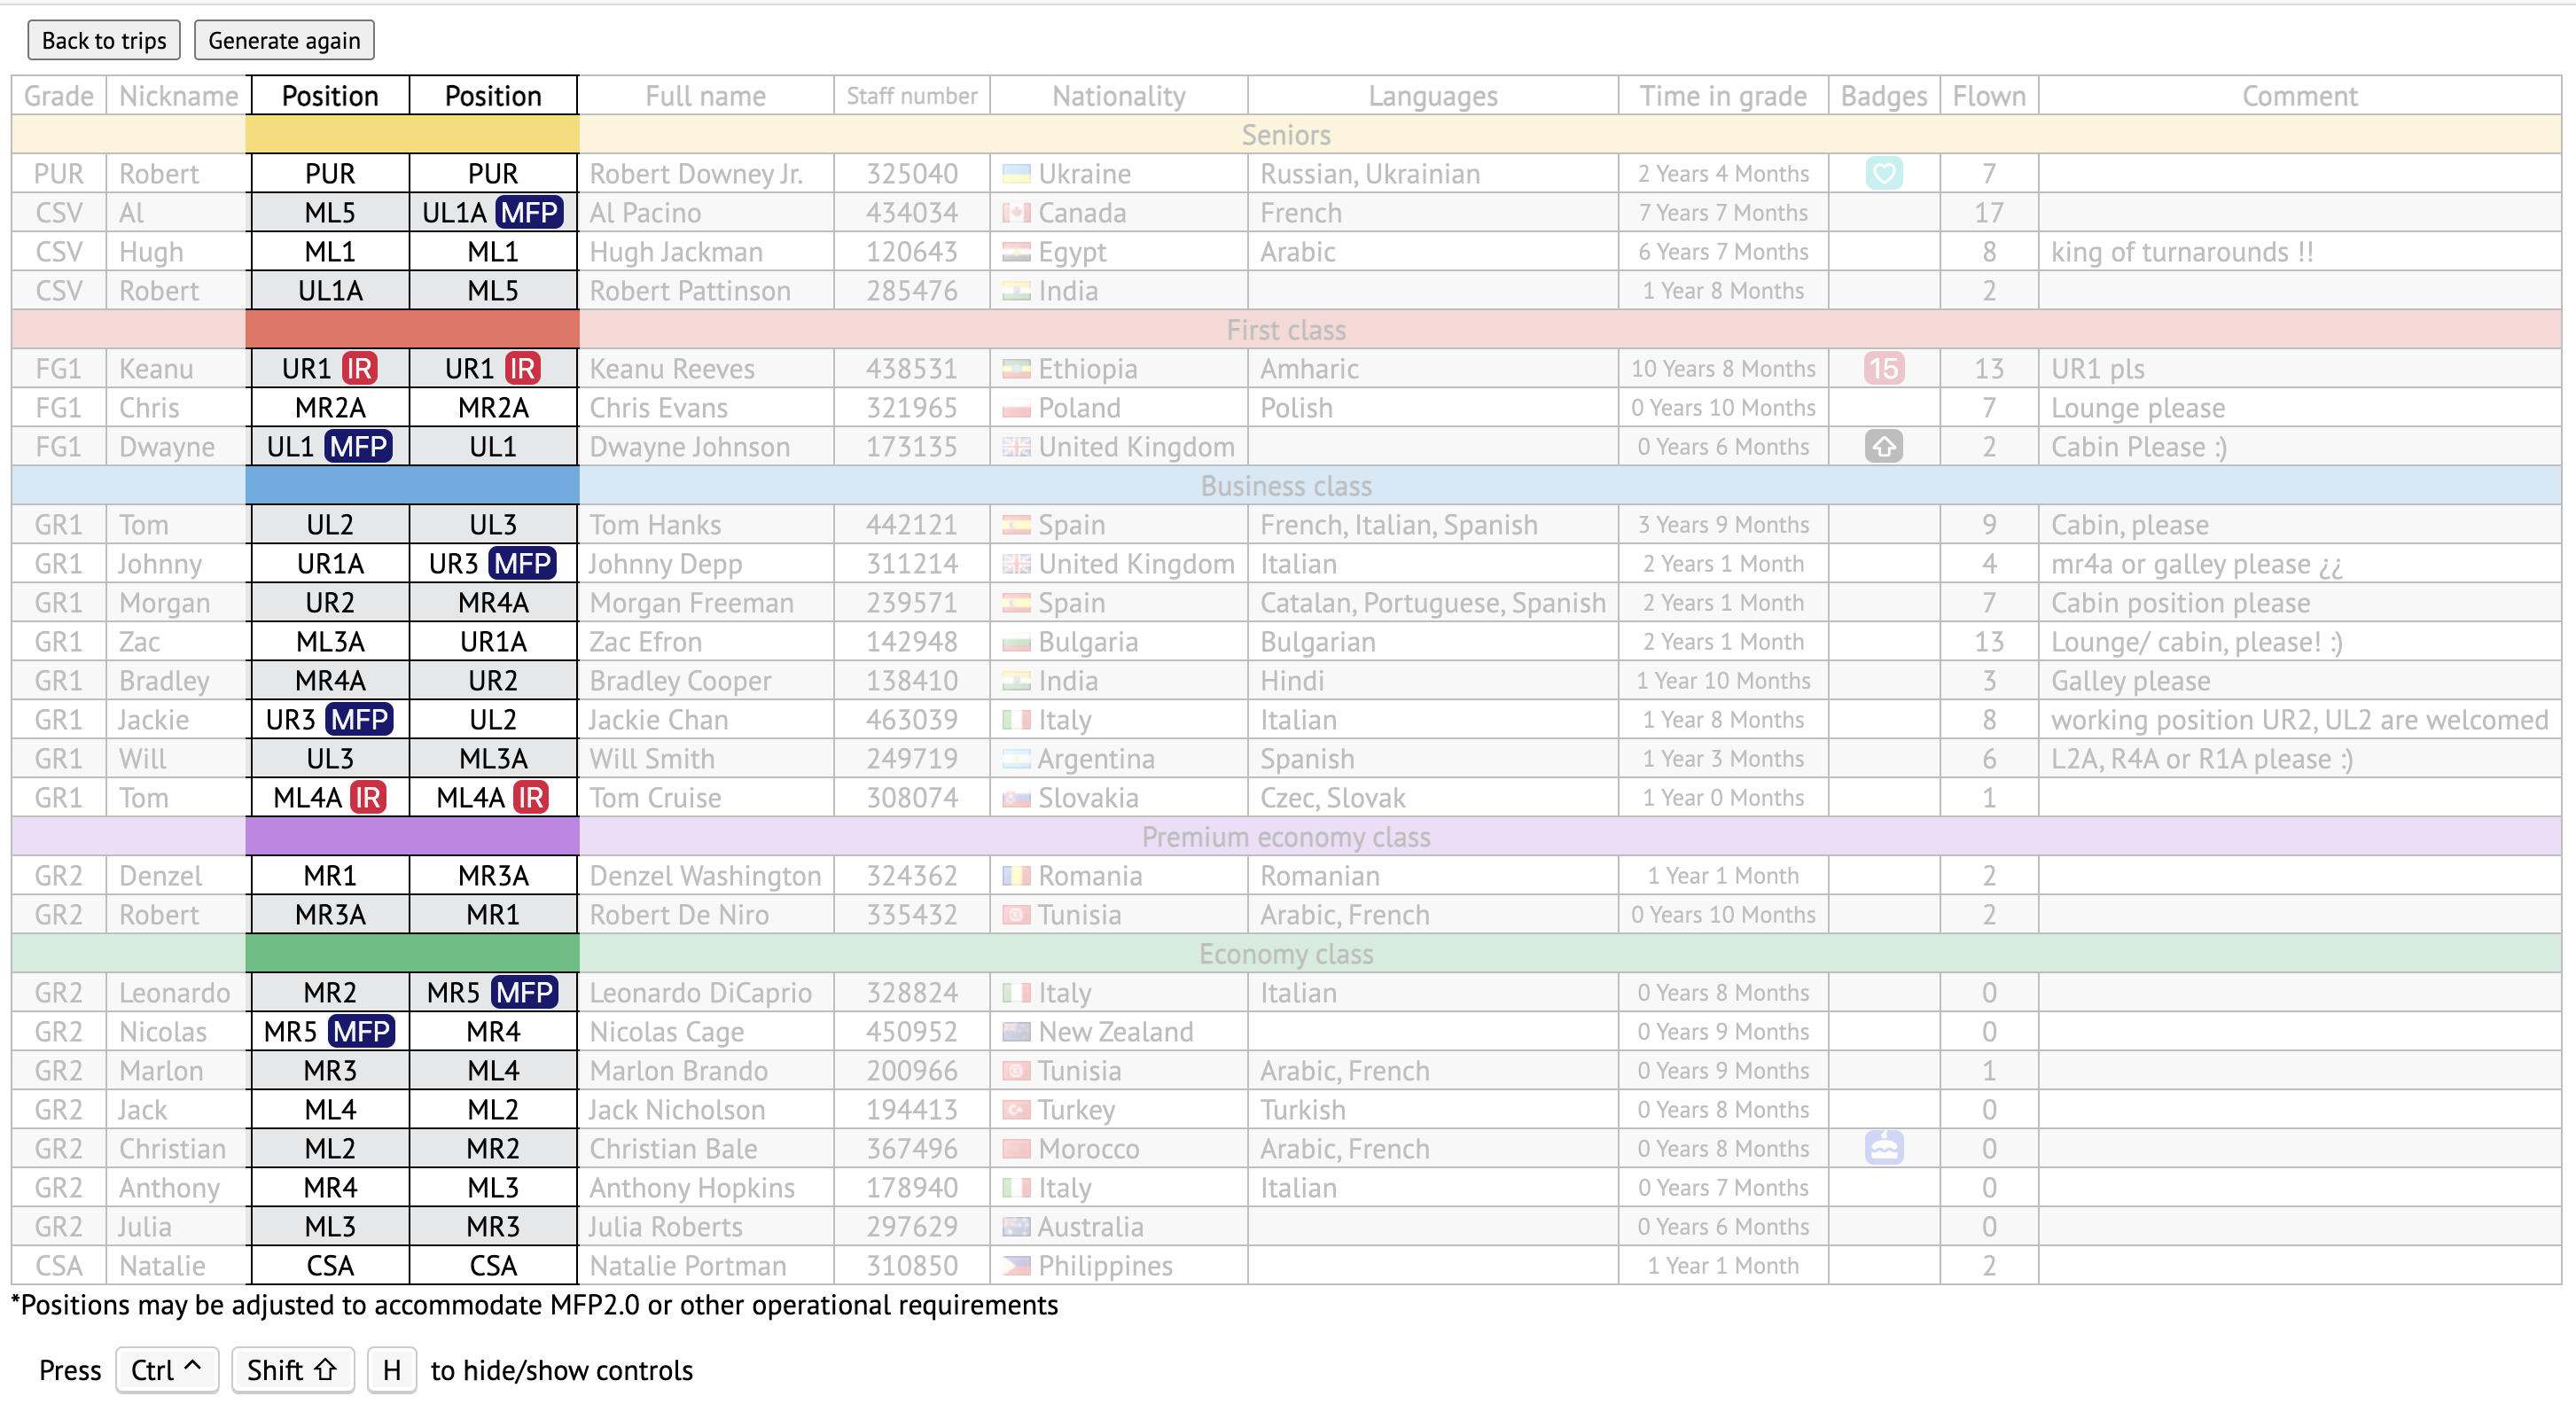 Back to trips Generate again
Grade Nickname Position Position Full name Staff number Nationality Languages Time in grade Badges Flown Comment
Seniors
PUR Robert PUR PUR Robert Downey Jr. 325040 Ukraine Russian, Ukrainian 2 Years 4 Months 7
CSV Al ML5 UL1A MFP Al Pacino 434034 Canada French 7 Years 7 Months 17
CSV Hugh ML1 ML1 Hugh Jackman 120643 Egypt Arabic 6 Years 7 Months 8 king of turnarounds !!
CSV Robert UL1A ML5 Robert Pattinson 285476 India 1 Year 8 Months 2
First class
FG1 Keanu UR1 IR UR1 IR Keanu Reeves 438531 Ethiopia Amharic 10 Years 8 Months 15 13 UR1 pls
FG1 Chris MR2A MR2A Chris Evans 321965 Poland Polish 0 Years 10 Months 7 Lounge please
FG1 Dwayne UL1 MFP UL1 Dwayne Johnson 173135 United Kingdom 0 Years 6 Months 2 Cabin Please :)
Business class
GR1 Tom UL2 UL3 Tom Hanks 442121 Spain French, Italian, Spanish 3 Years 9 Months 9 Cabin, please
GR1 Johnny UR1A UR3 MFP Johnny Depp 311214 United Kingdom Italian 2 Years 1 Month 4 mr4a or galley please ¿¿
GR1 Morgan UR2 MR4A Morgan Freeman 239571 Spain Catalan, Portuguese, Spanish 2 Years 1 Month 7 Cabin position please
GR1 Zac ML3A UR1A Zac Efron 142948 Bulgaria Bulgarian 2 Years 1 Month 13 Lounge/ cabin, please! :)
GR1 Bradley MR4A UR2 Bradley Cooper 138410 India Hindi 1 Year 10 Months 3 Galley please
GR1 Jackie UR3 MFP UL2 Jackie Chan 463039 Italy Italian 1 Year 8 Months 8 working position UR2, UL2 are welcomed
GR1 Will UL3 ML3A Will Smith 249719 Argentina Spanish 1 Year 3 Months 6 L2A, R4A or R1A please :)
GR1 Tom ML4A IR ML4A IR Tom Cruise 308074 Slovakia Czec, Slovak 1 Year 0 Months 1
Premium economy class
GR2 Denzel MR1 MR3A Denzel Washington 324362 Romania Romanian 1 Year 1 Month 2
GR2 Robert MR3A MR1 Robert De Niro 335432 Tunisia Arabic, French 0 Years 10 Months 2
Economy class
GR2 Leonardo MR2 MR5 MFP Leonardo DiCaprio 328824 Italy Italian 0 Years 8 Months 0
GR2 Nicolas MR5 MFP MR4 Nicolas Cage 450952 New Zealand 0 Years 9 Months 0
GR2 Marlon MR3 ML4 Marlon Brando 200966 Tunisia Arabic, French 0 Years 9 Months 1
GR2 Jack ML4 ML2 Jack Nicholson 194413 Turkey Turkish 0 Years 8 Months 0
GR2 Christian ML2 MR2 Christian Bale 367496 Morocco Arabic, French 0 Years 8 Months 0
GR2 Anthony MR4 ML3 Anthony Hopkins 178940 Italy Italian 0 Years 7 Months 0
GR2 Julia ML3 MR3 Julia Roberts 297629 Australia 0 Years 6 Months 0
CSA Natalie CSA CSA Natalie Portman 310850 Philippines 1 Year 1 Month 2
*Positions may be adjusted to accommodate MFP2.0 or other operational requirements
Press Ctrl ^ Shift ⇧ H to hide/show controls